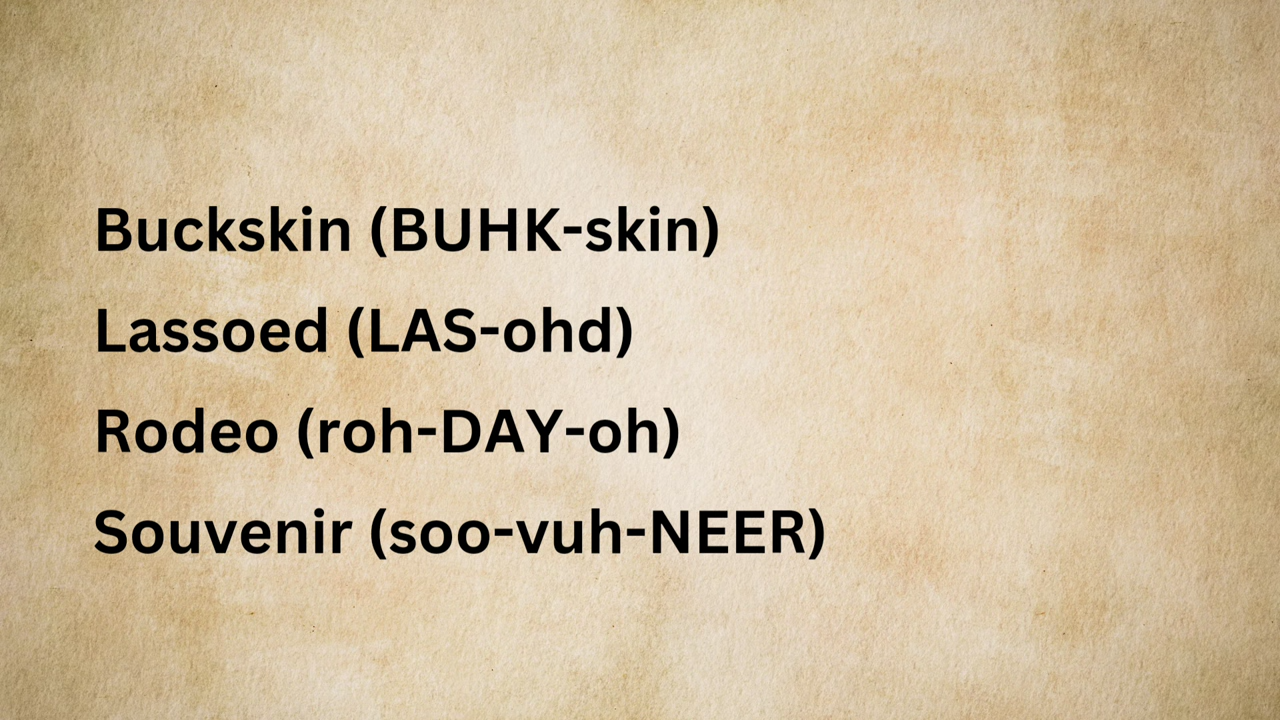 Buckskin (BUHK-skin)
Lassoed (LAS-ohd)
Rodeo (roh-DAY-oh)
Souvenir (soo-vuh-NEER)